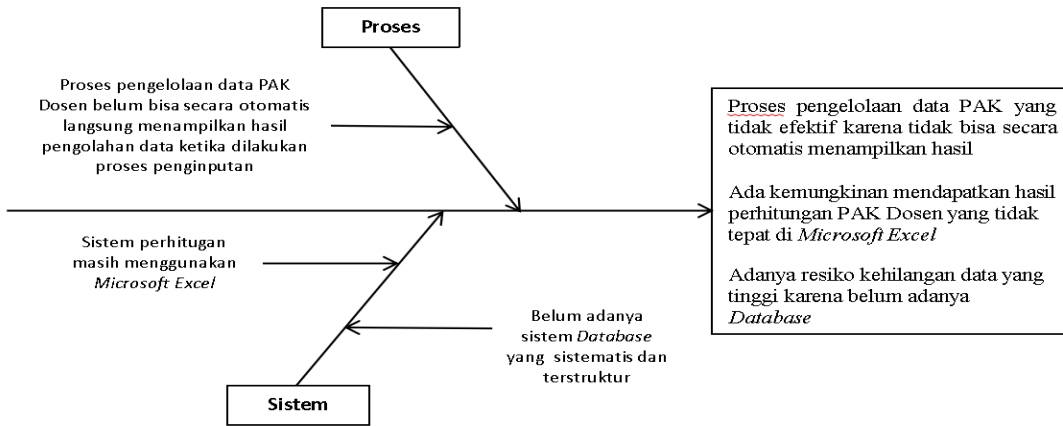 Proses
Proses pengelolaan data PAK
Dosen belum bisa secara otomatis
langsung menampilkan hasil
pengolahan data ketika dilakukan
proses penginputan
Proses pengelolaan data PAK yang
tidak efektif karena tidak bisa secara
otomatis menampilkan hasil
Ada kemungkinan mendapatkan hasil
perhitungan PAK Dosen yang tidak
tepat di Microsoft Excel
Adanya resiko kehilangan data yang
tinggi karena belum adanya
Database
Sistem perhitugan
masih menggunakan
Microsoft Excel
Belum adanya
sistem Database
yang sistematis dan
terstruktur
Sistem